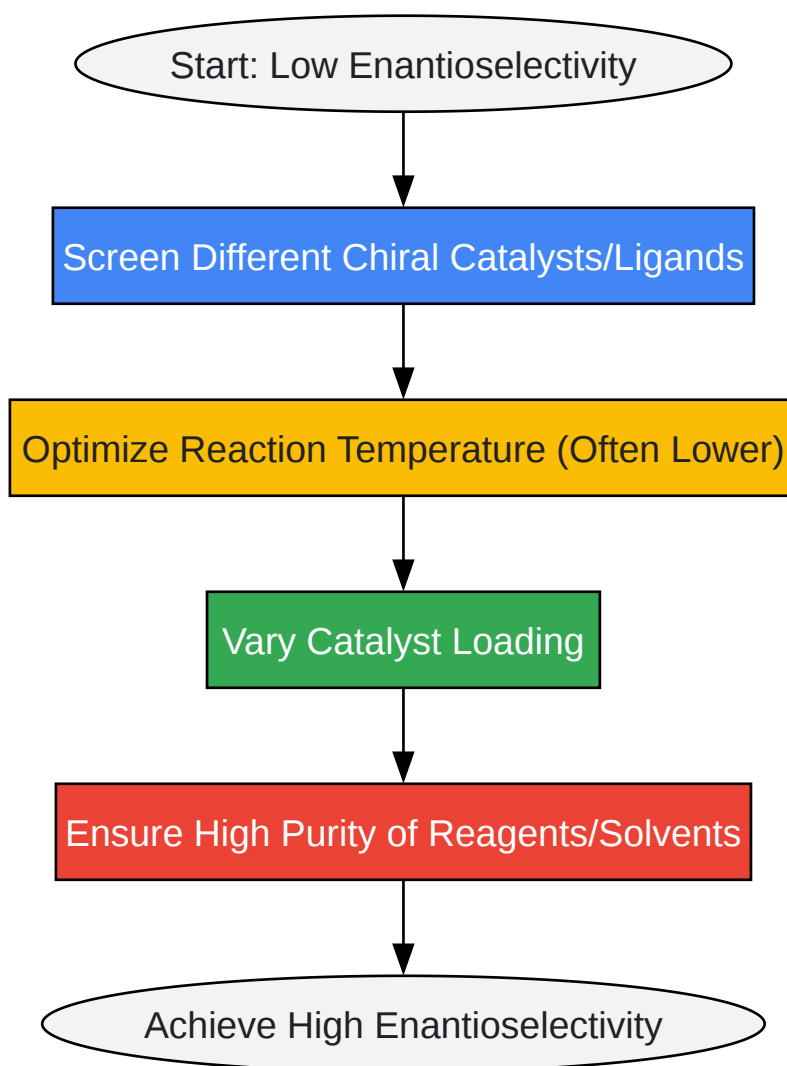 Start: Low Enantioselectivity
Screen Different Chiral Catalysts/Ligands
Optimize Reaction Temperature (Often Lower)
Vary Catalyst Loading
Ensure High Purity of Reagents/Solvents
Achieve High Enantioselectivity